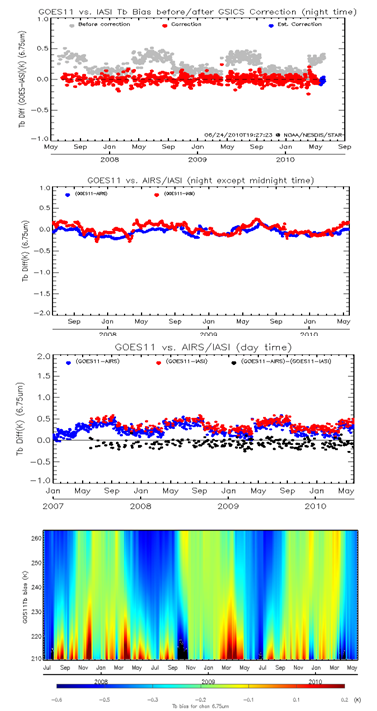 GOES11 vs. IASI Tb Bias before/after GSICS Correction (night time)
Before correction Correction Est. Correction
Tb Diff (GOES-IASI)(K) (6.75um)
1.0
0.5
0.0
-0.5
-1.0
06/24/2010T19:27:23 NOAA/NESDIS/STAR
May Sep Jan May Sep Jan May Sep Jan May Sep
2008 2009 2010
GOES11 vs. AIRS/IASI (night except midnight time)
(GOES11-AIRS) (GOES11-IASI)
Tb Diff(K) (6.75um)
1.0
0.5
0.0
-0.5
-1.0
-1.5
-2.0
Sep Jan May Sep Jan May Sep Jan May
2008 2009 2010
GOES11 vs. AIRS/IASI (day time)
(GOES11-AIRS) (GOES11-IASI) (GOES11-AIRS)-(GOES11-IASI)
Tb Diff(K) (6.75um)
2.0
1.5
1.0
0.5
0.0
-0.5
-1.0
Jan May Sep Jan May Sep Jan May Sep Jan May
2007 2008 2009 2010
GOS11Tb Bias (K)
260
250
240
230
220
210
Jul Sep Nov Jan Mar May Jul Sep Nov Jan Mar May Jul Sep Nov Jan Mar May
2008 2009 2010
-0.6 -0.5 -0.3 -0.2 -0.1 0.1 0.2 (K)
Tb bias for chan 6.75um